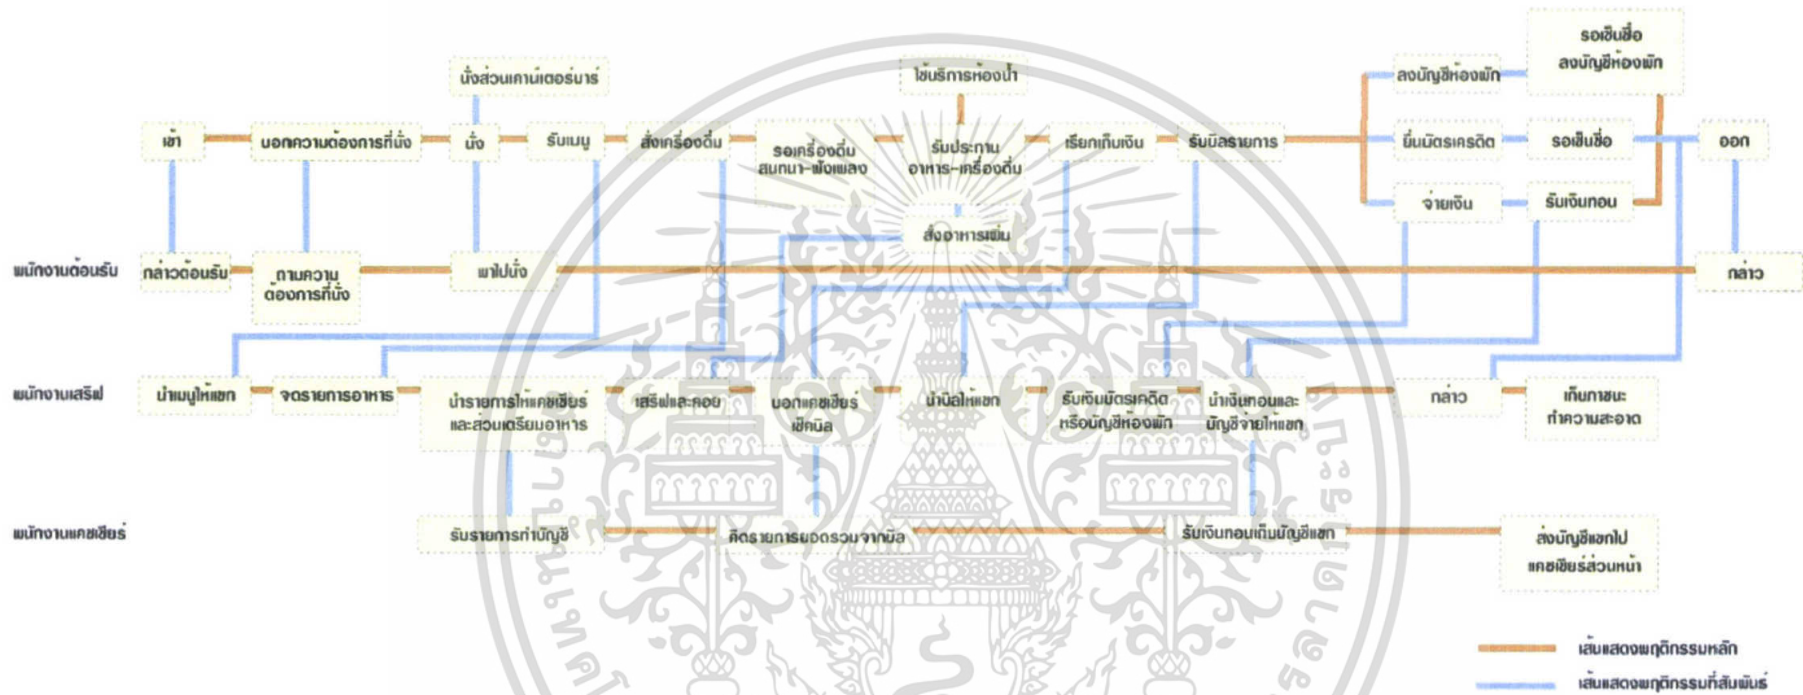 รอเซ็นชื่อ
ลงบัญชีห้องพัก
นั่งส่วนเคาน์เตอร์บาร์
ใช้บริการห้องน้ำ
ลงบัญชีห้องพัก
เข้า
บอกความต้องการที่นั่ง
นั่ง
รับเมนู
สั่งเครื่องดื่ม
รอเครื่องดื่ม
สนทนา-ฟังเพลง
รับประทาน
อาหาร-เครื่องดื่ม
เรียกเก็บเงิน
รับบิลรายการ
ยื่นบัตรเครดิต
รอเซ็นชื่อ
ออก
จ่ายเงิน
รับเงินทอน
สั่งอาหารเพิ่ม
พนักงานต้อนรับ
กล่าวต้อนรับ
ถามความ
ต้องการที่นั่ง
พาไปนั่ง
กล่าว
พนักงานเสริฟ
นำเมนูให้แขก
จดรายการอาหาร
นำรายการให้แคชเชียร์
และส่วนเตรียมอาหาร
เสริฟและคอย
บอกแคชเชียร์
เช็คบิล
นำบิลให้แขก
รับเงินบัตรเคดิต
หรือบัญชีห้องพัก
นำเงินทอนและ
บัญชีจ่ายให้แขก
กล่าว
เก็บภาชนะ
ทำความสะอาด
พนักงานแคชเชียร์
รับรายการทำบัญชี
คิดรายการยอดรวมจากบิล
รับเงินทอนเก็บบัญชีแขก
ส่งบัญชีแขกไป
แคชเชียร์ส่วนหน้า
เส้นแสดงพฤติกรรมหลัก
เส้นแสดงพฤติกรรมที่สัมพันธ์